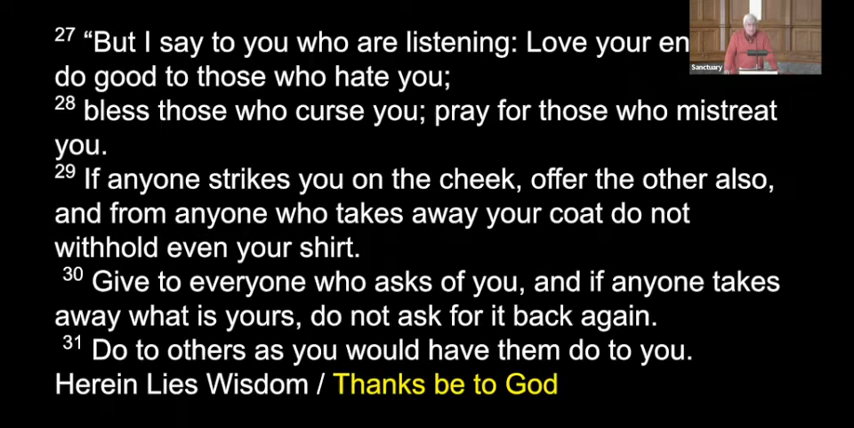 27 “But I say to you who are listening: Love your en
do good to those who hate you;
28 bless those who curse you; pray for those who mistreat
you.
29 If anyone strikes you on the cheek, offer the other also,
and from anyone who takes away your coat do not
withhold even your shirt.
30 Give to everyone who asks of you, and if anyone takes
away what is yours, do not ask for it back again.
31 Do to others as you would have them do to you.
Herein Lies Wisdom / Thanks be to God
Sanctuary